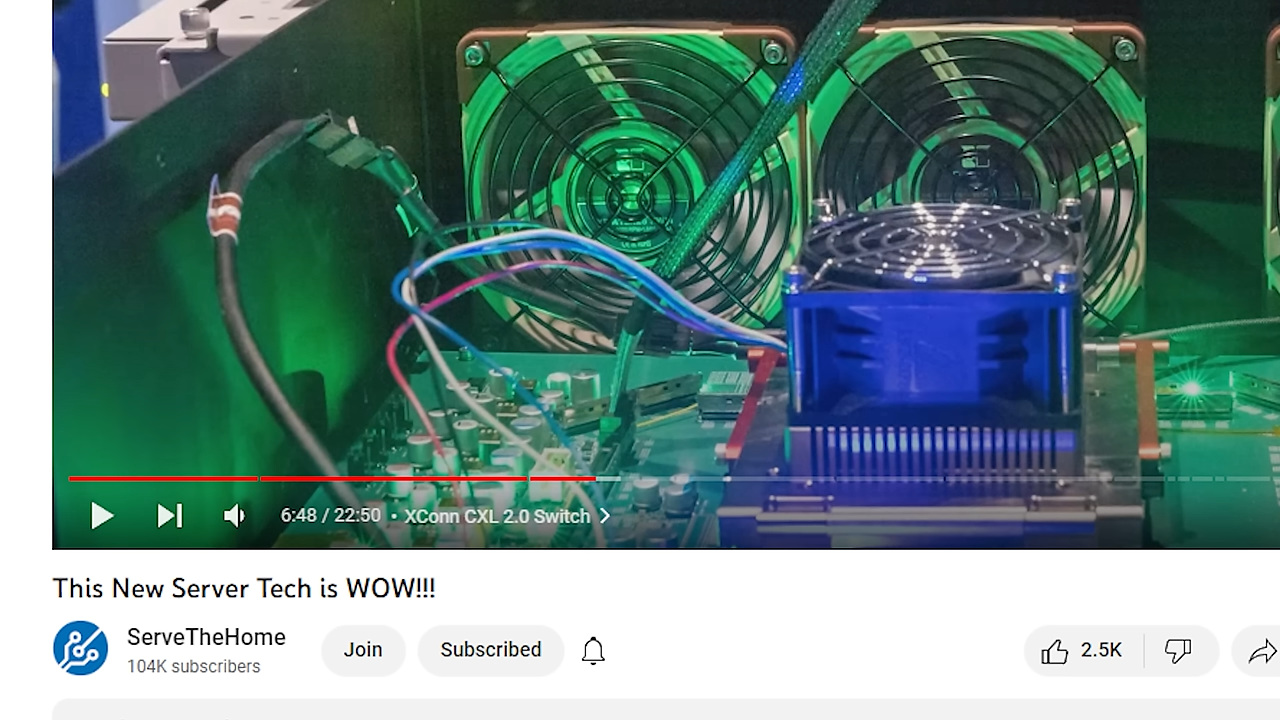 6:48 / 22:50 • XConn CXL 2.0 Switch
This New Server Tech is WOW!!!
ServeTheHome
104K subscribers
Join
Subscribed
2.5K